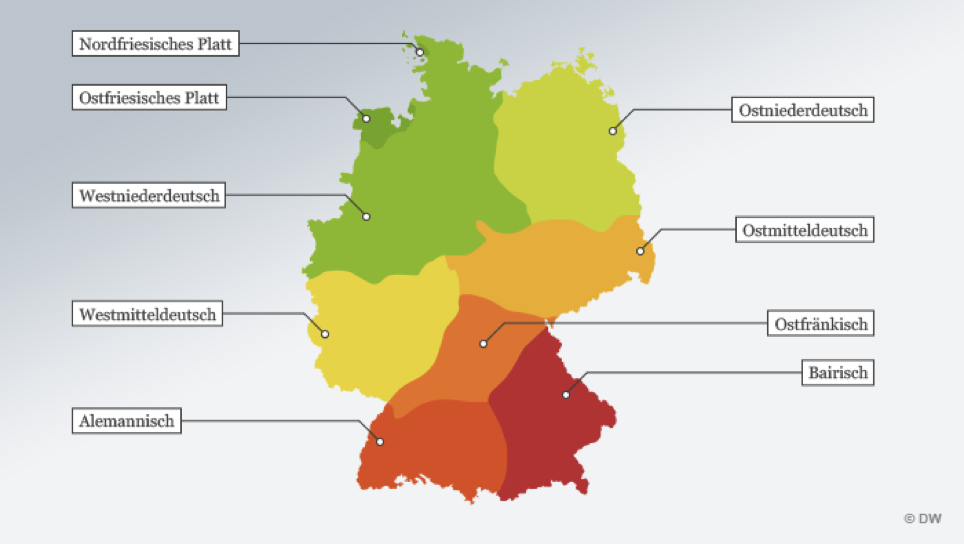 Nordfriesisches Platt
Ostfriesisches Platt
Ostniederdeutsch
Westniederdeutsch
Ostmitteldeutsch
Westmitteldeutsch
Ostfränkisch
Bairisch
Alemannisch
© DW